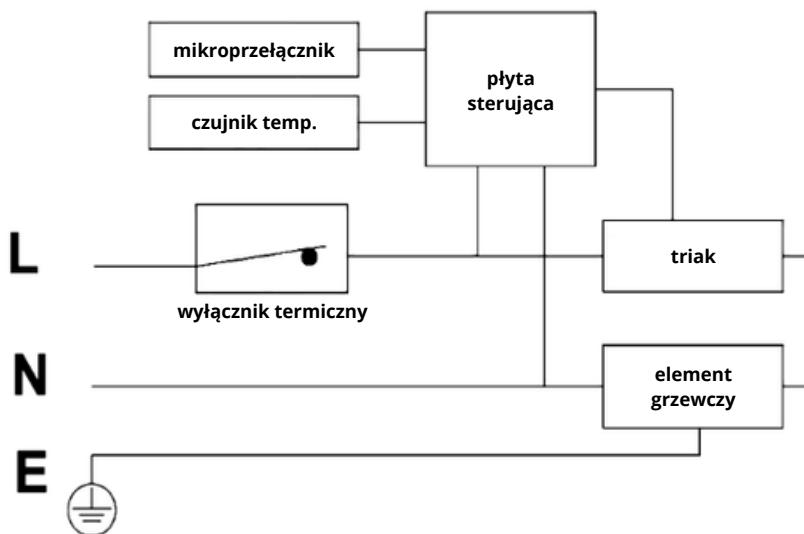 mikroprzełącznik
płyta
sterująca
czujnik temp.
L
triak
wyłącznik termiczny
N
element
grzewczy
E